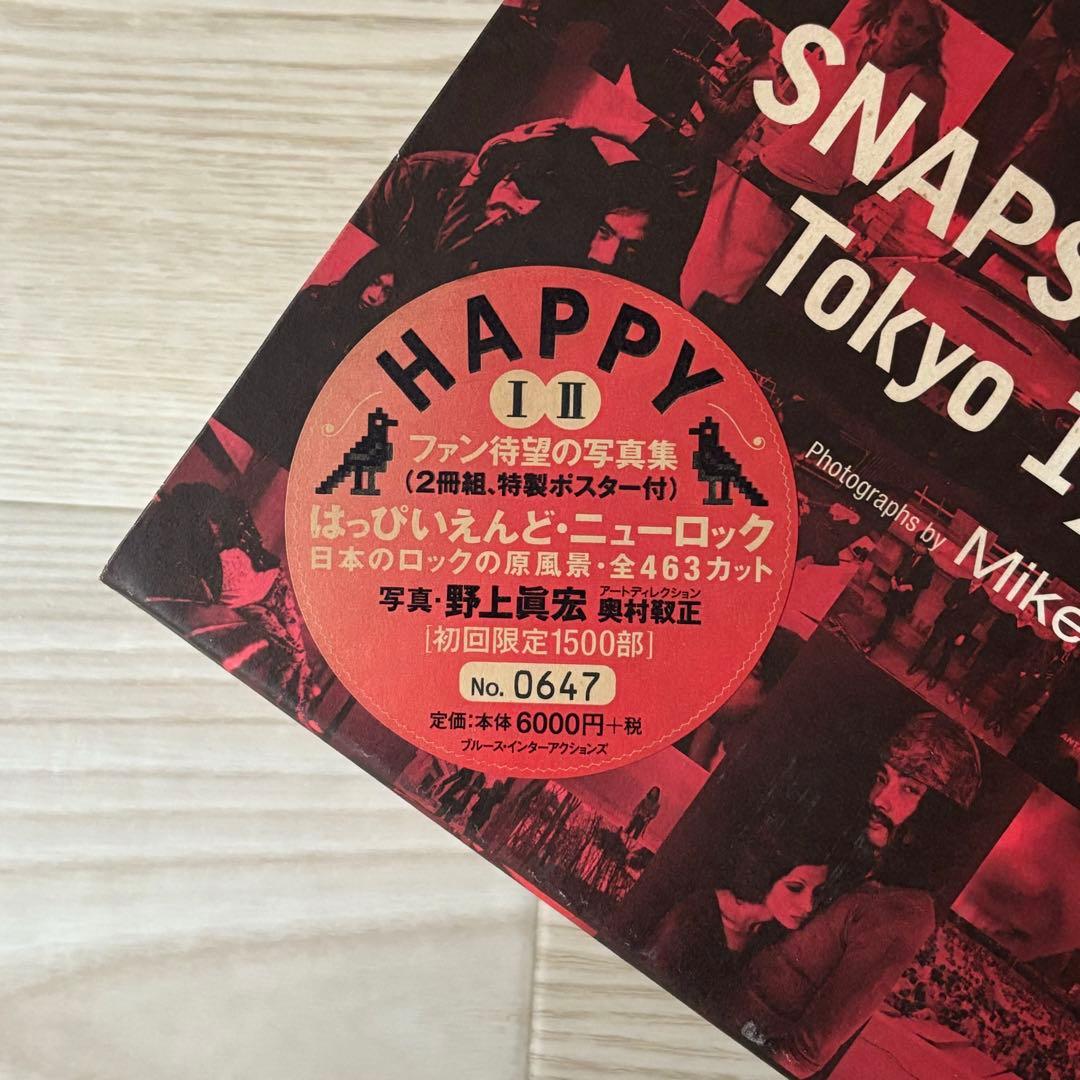 SNAPS
Tokyo 1
Photographs by Mike
HAPPY
I II
ファン待望の写真集
(2冊組、特製ポスター付)
はっぴいえんど・ニューロック
日本のロックの原風景・全463カット
アートディレクション
写真・野上眞宏 奥村靫正
[初回限定1500部]
No. 0647
定価:本体6000円+税
ブルース・インターアクションズ